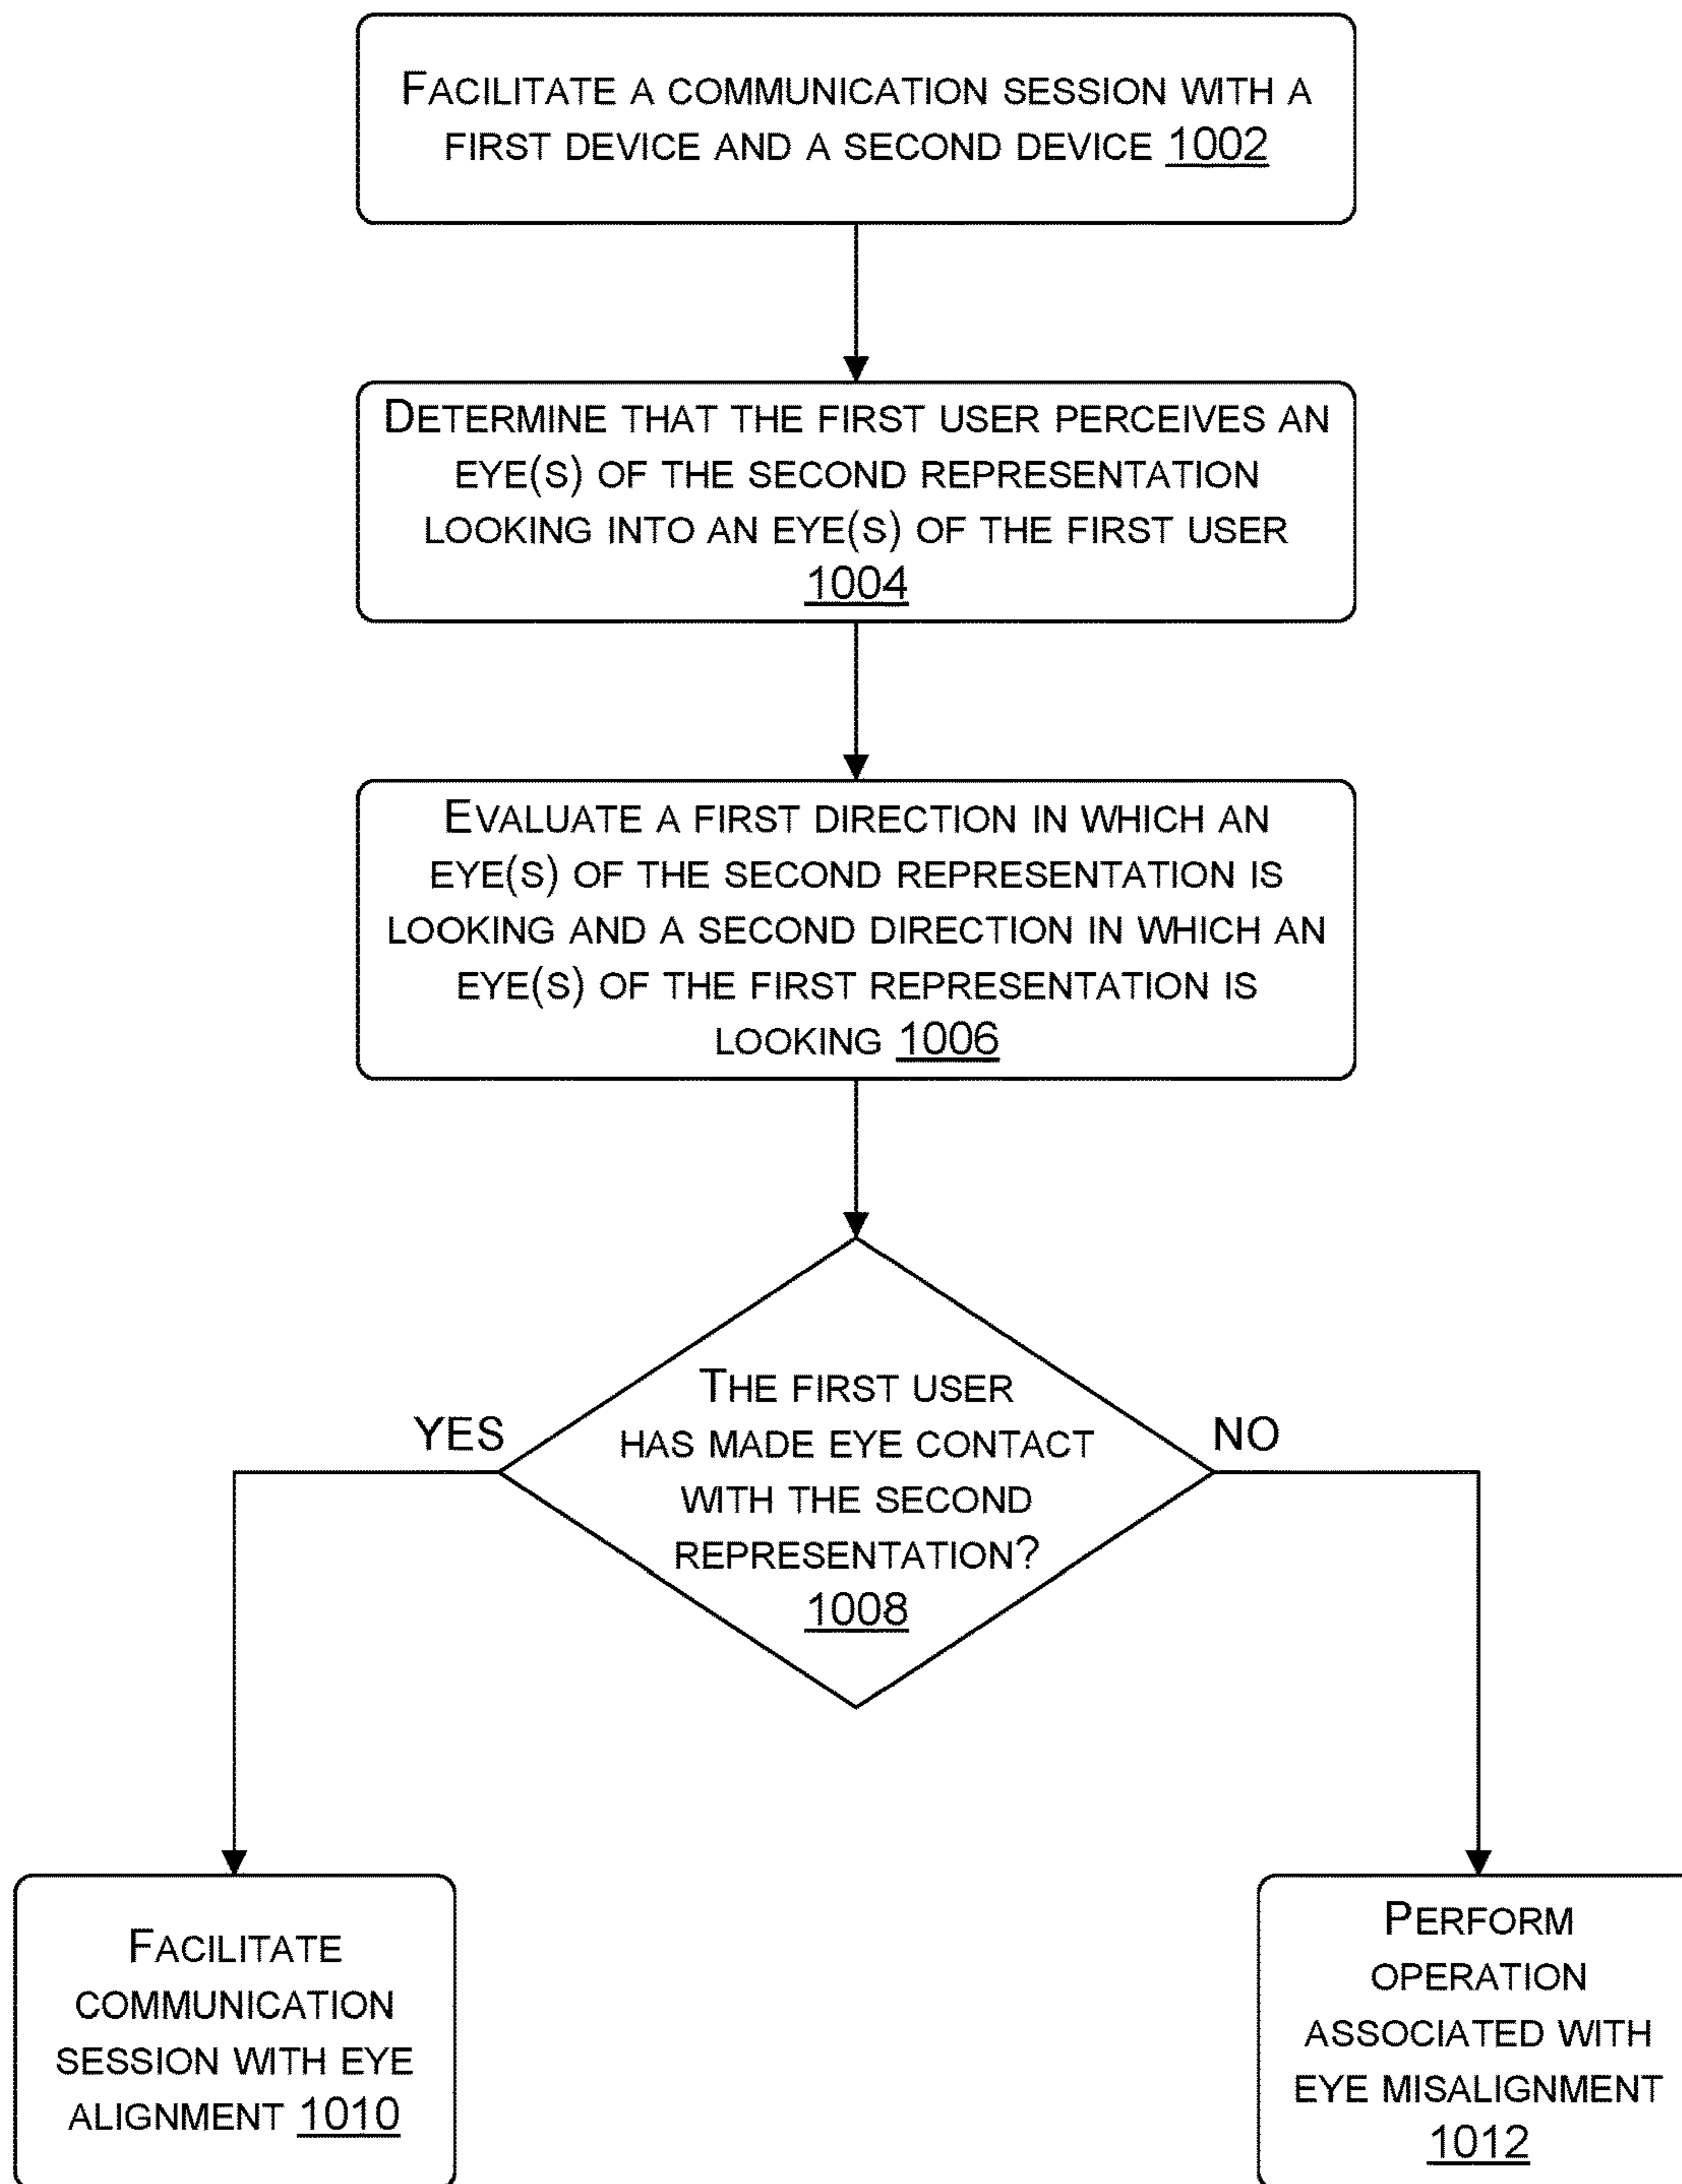 FACILITATE A COMMUNICATION SESSION WITH A
FIRST DEVICE AND A SECOND DEVICE 1002
DETERMINE THAT THE FIRST USER PERCEIVES AN
EYE(S) OF THE SECOND REPRESENTATION
LOOKING INTO AN EYE(S) OF THE FIRST USER
1004
EVALUATE A FIRST DIRECTION IN WHICH AN
EYE(S) OF THE SECOND REPRESENTATION IS
LOOKING AND A SECOND DIRECTION IN WHICH AN
EYE(S) OF THE FIRST REPRESENTATION IS
LOOKING 1006
THE FIRST USER
HAS MADE EYE CONTACT
WITH THE SECOND
REPRESENTATION?
1008
YES
NO
FACILITATE
COMMUNICATION
SESSION WITH EYE
ALIGNMENT 1010
PERFORM
OPERATION
ASSOCIATED WITH
EYE MISALIGNMENT
1012